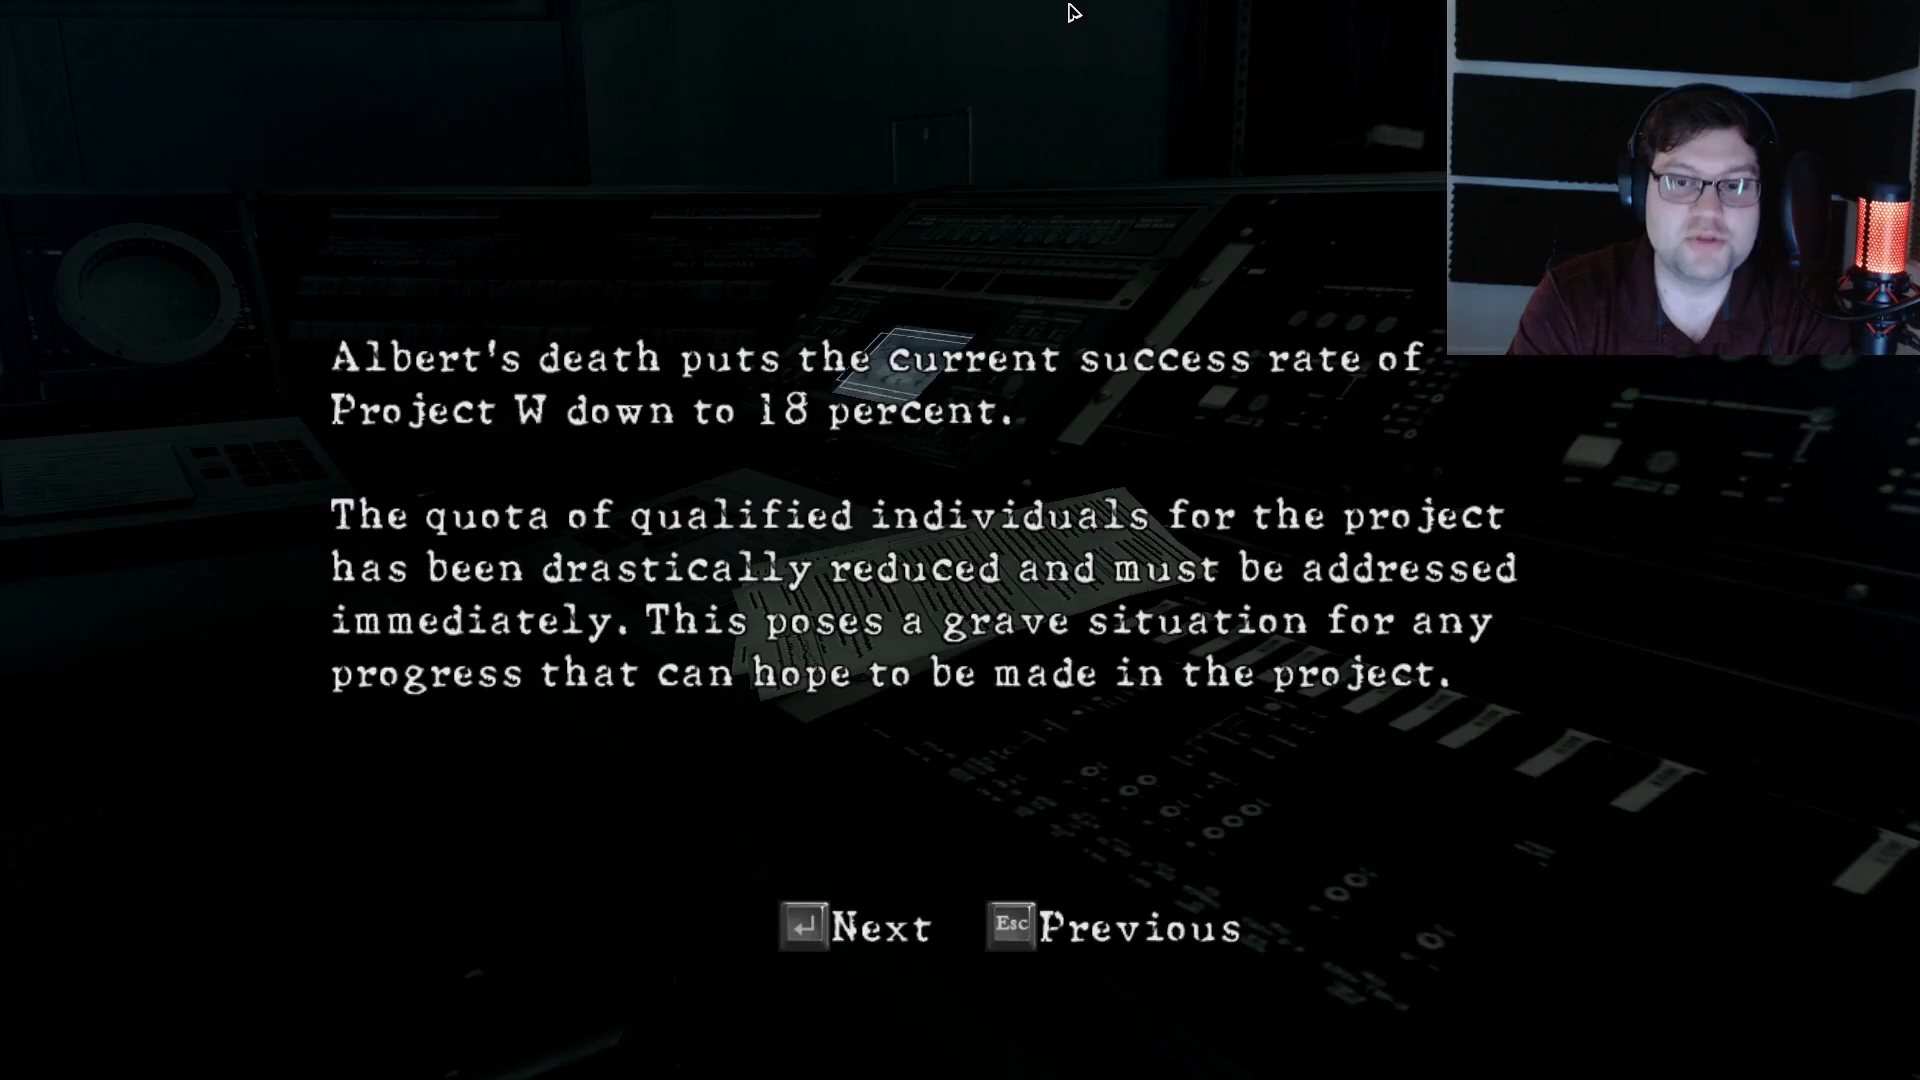 Albert's death puts the current success rate of
Project W down to 18 percent.
The quota of qualified individuals for the project
has been drastically reduced and must be addressed
immediately. This poses a grave situation for any
progress that can hope to be made in the project.
Next
Esc Previous